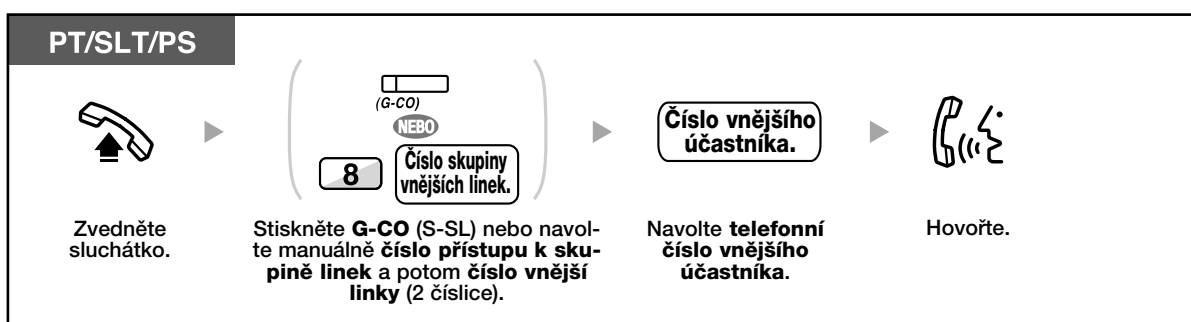 PT/SLT/PS
(G-CO)
NEBO
8
Číslo skupiny
vnějších linek.
Číslo vnějšího
účastníka.
Zvedněte
sluchátko.
Stiskněte G-CO (S-SL) nebo navol-
te manuálně číslo přístupu k sku-
pině linek a potom číslo vnější
linky (2 číslice).
Navolte telefonní
číslo vnějšího
účastníka.
Hovořte.